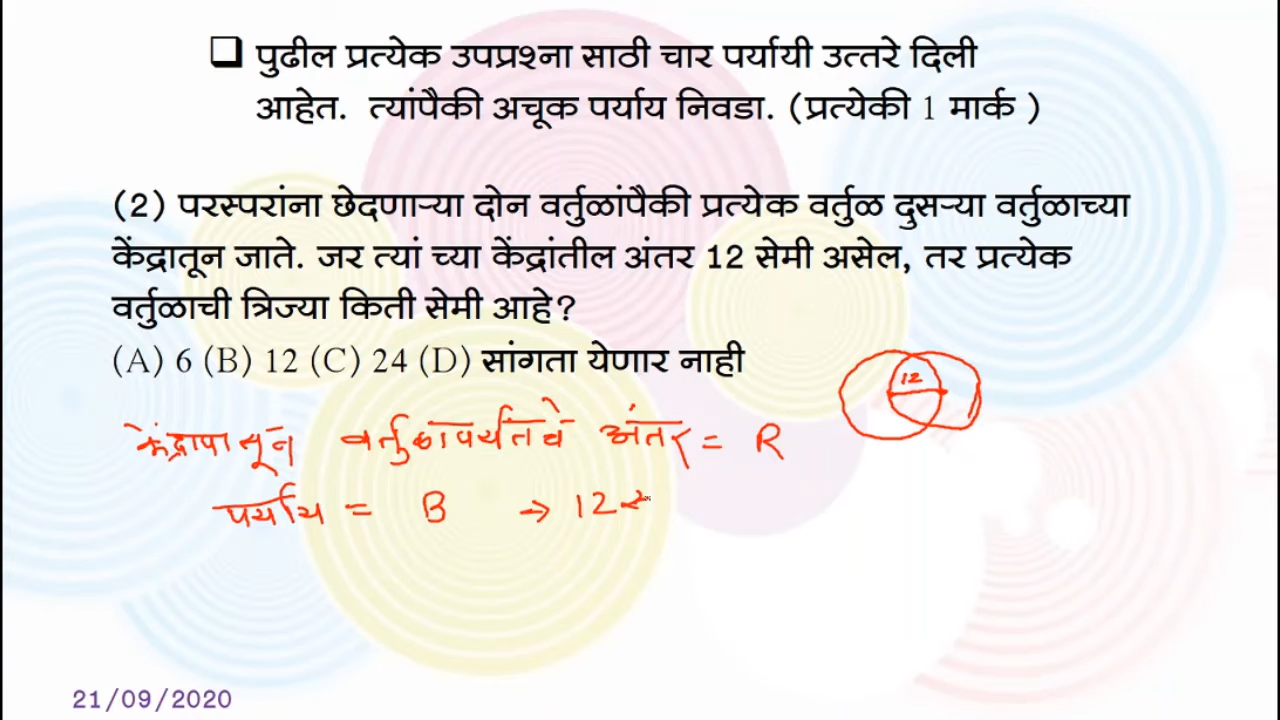 ❑ पुढील प्रत्येक उपप्रश्ना साठी चार पर्यायी उत्तरे दिली
आहेत. त्यांपैकी अचूक पर्याय निवडा. (प्रत्येकी 1 मार्क )
(2) परस्परांना छेदणाऱ्या दोन वर्तुळांपैकी प्रत्येक वर्तुळ दुसऱ्या वर्तुळाच्या
केंद्रातून जाते. जर त्यां च्या केंद्रांतील अंतर 12 सेमी असेल, तर प्रत्येक
वर्तुळाची त्रिज्या किती सेमी आहे?
(A) 6 (B) 12 (C) 24 (D) सांगता येणार नाही
12
केंद्रापासून वर्तुळापर्यंतचे अंतर = R
पर्याय = B → 12
21/09/2020